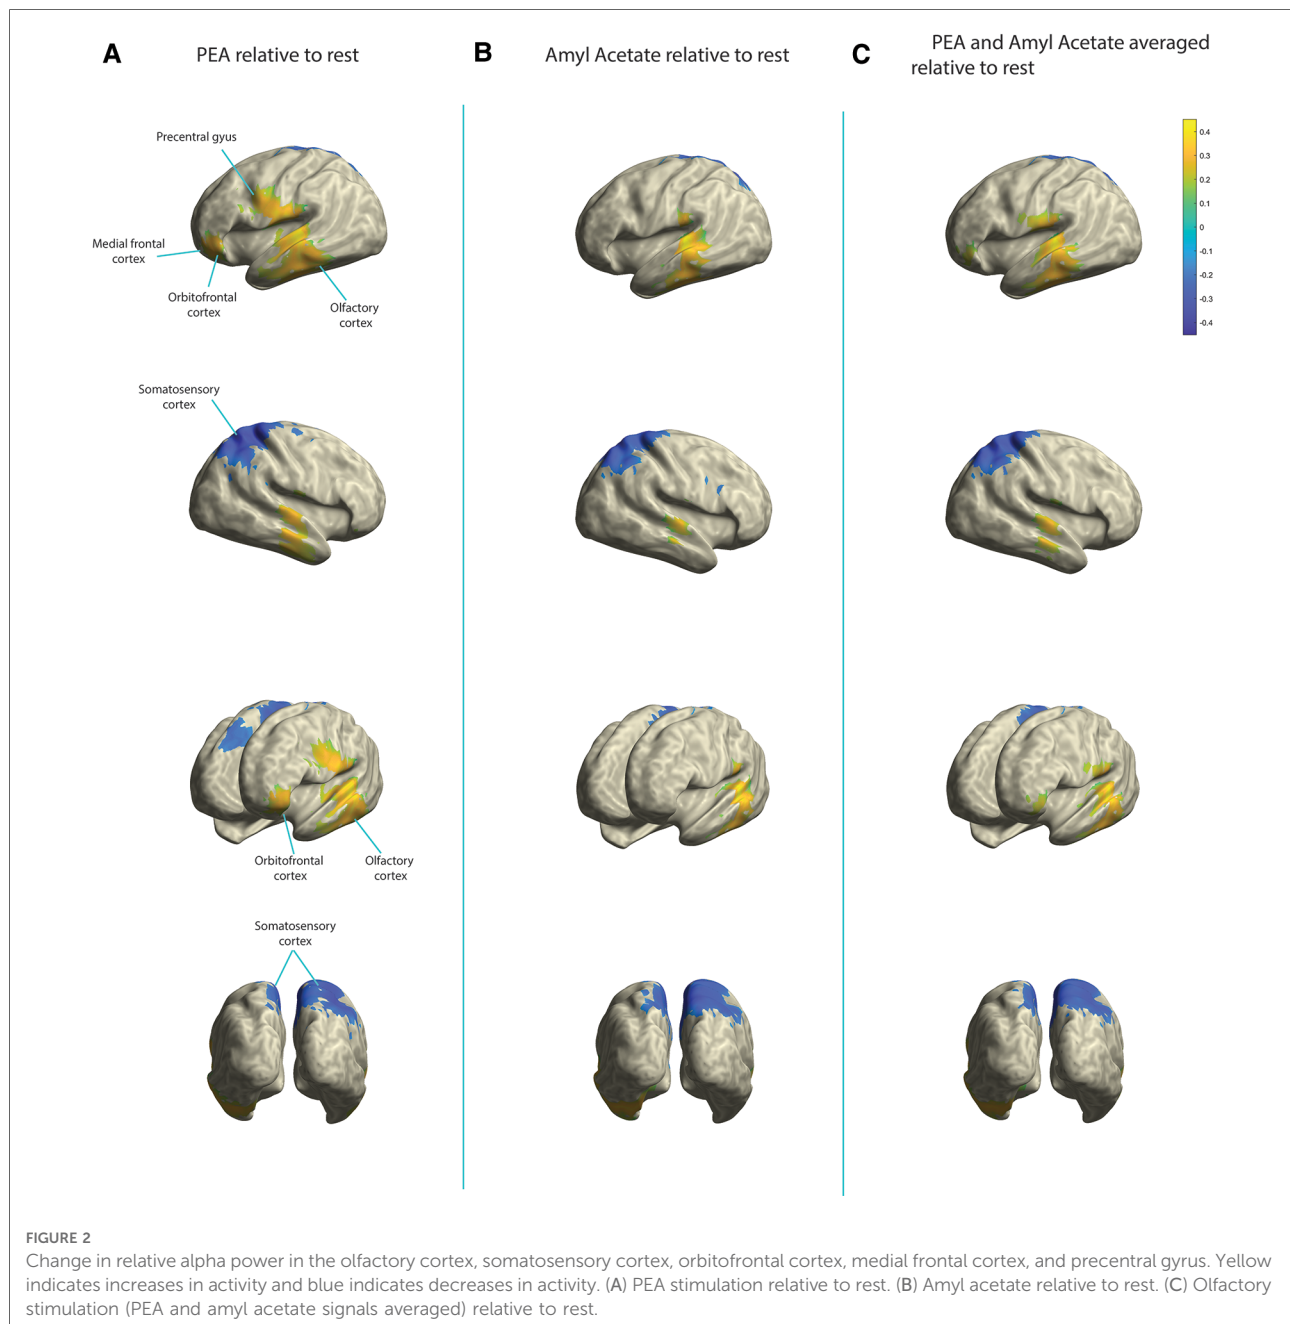 A
PEA relative to rest
B
Amyl Acetate relative to rest
C
PEA and Amyl Acetate averaged
relative to rest
Precentral gyus
Medial frontal
cortex
Orbitofrontal
cortex
Olfactory
cortex
0.4
0.3
0.2
0.1
0
-0.1
-0.2
-0.3
-0.4
Somatosensory
cortex
Orbitofrontal
cortex
Olfactory
cortex
Somatosensory
cortex
FIGURE 2
Change in relative alpha power in the olfactory cortex, somatosensory cortex, orbitofrontal cortex, medial frontal cortex, and precentral gyrus. Yellow
indicates increases in activity and blue indicates decreases in activity. (A) PEA stimulation relative to rest. (B) Amyl acetate relative to rest. (C) Olfactory
stimulation (PEA and amyl acetate signals averaged) relative to rest.